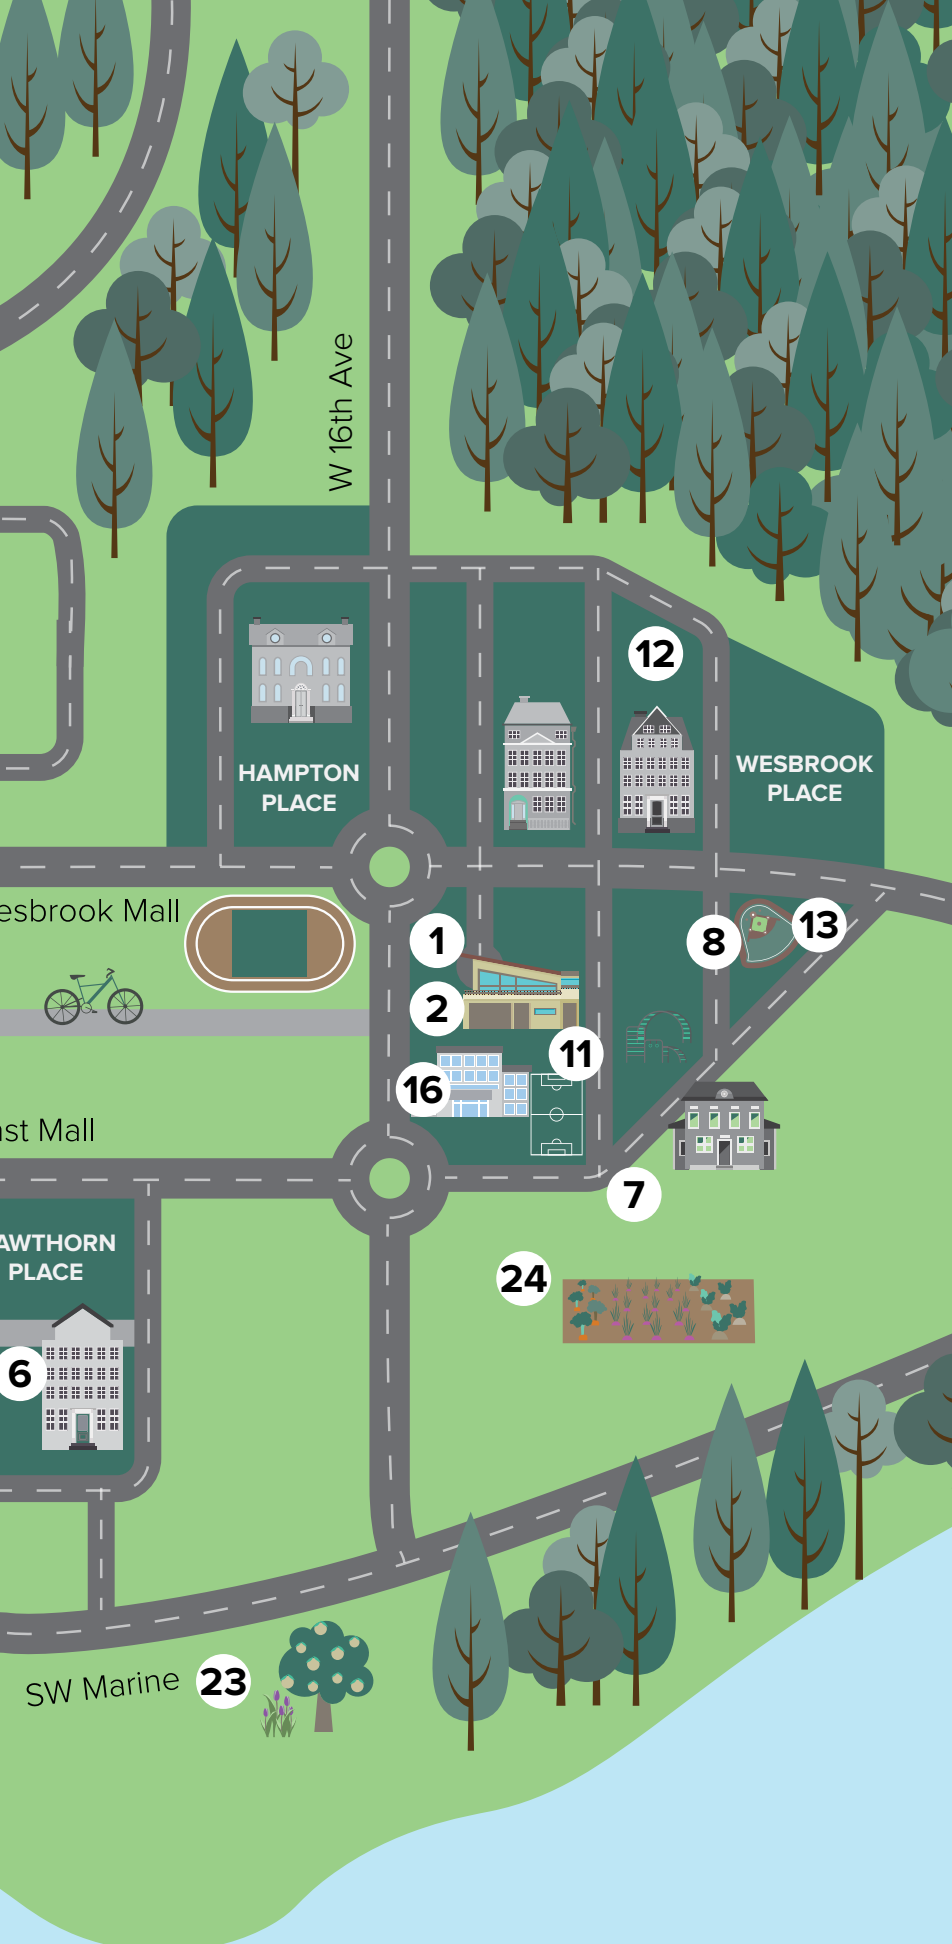 W 16th Ave
12
HAMPTON
PLACE
WESBROOK
PLACE
esbrook Mall
1
8
13
2
11
16
ast Mall
7
AWTHORN
PLACE
24
6
SW Marine
23